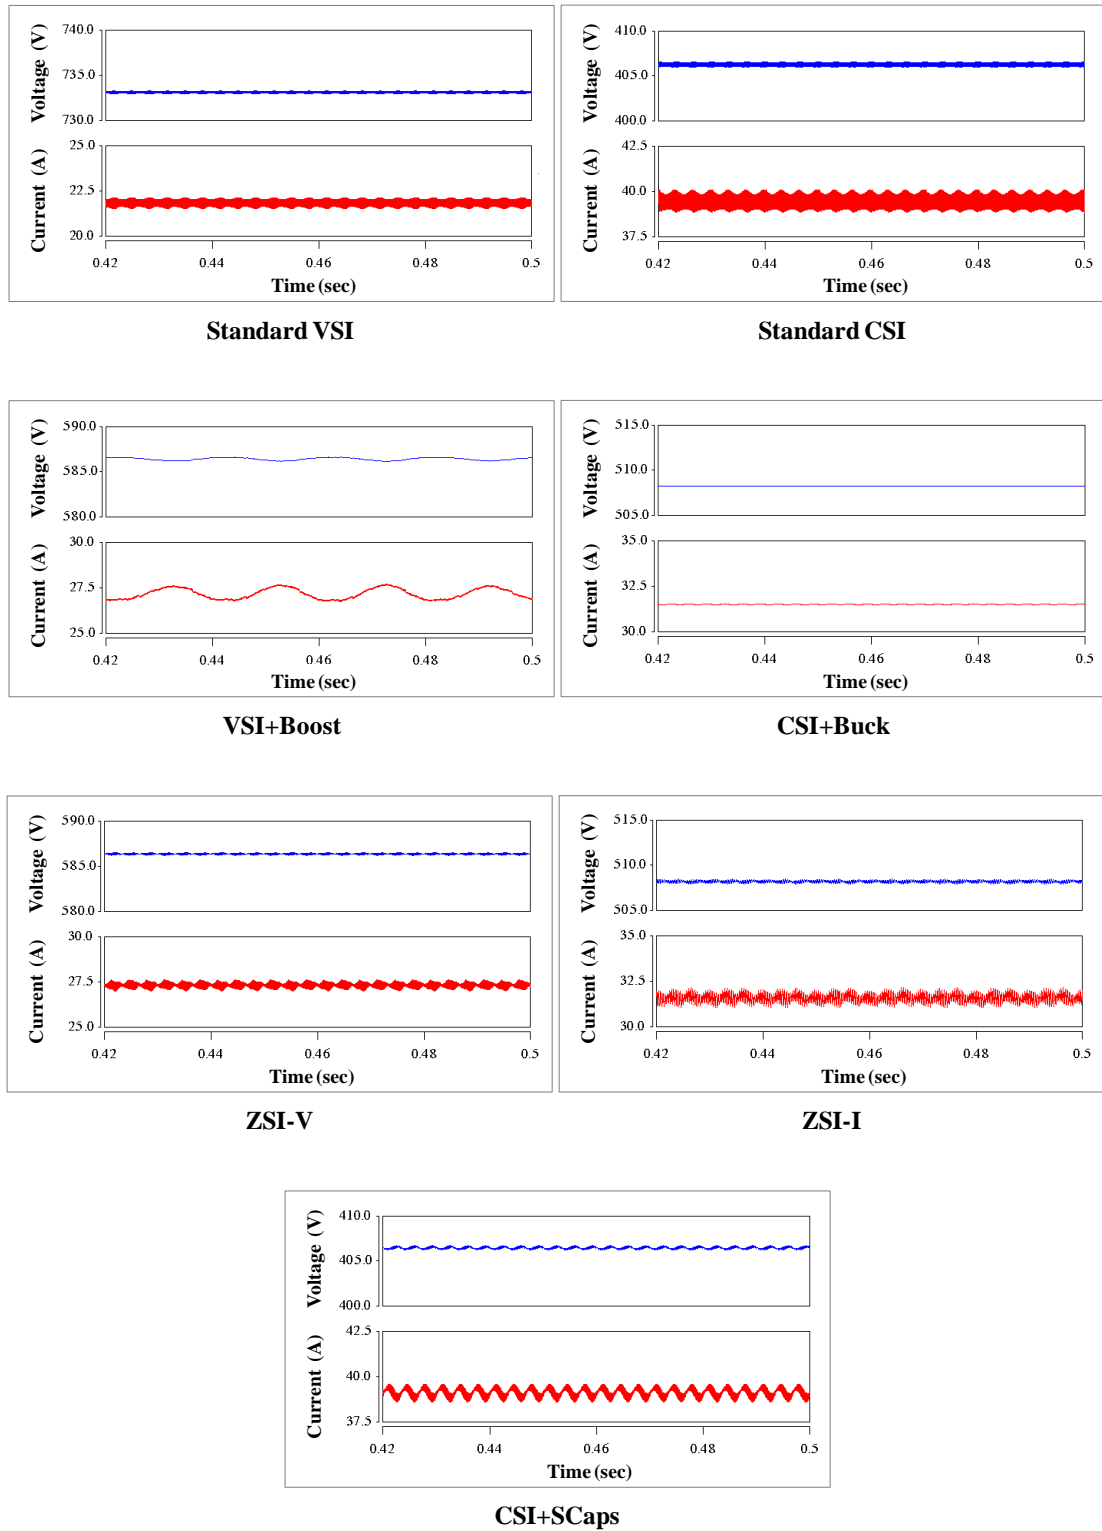 Voltage (V)
740.0
735.0
730.0
Current (A)
25.0
22.5
20.0
0.42 0.44 0.46 0.48 0.5
Time (sec)
Standard VSI
Voltage (V)
410.0
405.0
400.0
Current (A)
42.5
40.0
37.5
0.42 0.44 0.46 0.48 0.5
Time (sec)
Standard CSI
Voltage (V)
590.0
585.0
580.0
Current (A)
30.0
27.5
25.0
0.42 0.44 0.46 0.48 0.5
Time (sec)
VSI+Boost
Voltage (V)
515.0
510.0
505.0
Current (A)
35.0
32.5
30.0
0.42 0.44 0.46 0.48 0.5
Time (sec)
CSI+Buck
Voltage (V)
590.0
585.0
580.0
Current (A)
30.0
27.5
25.0
0.42 0.44 0.46 0.48 0.5
Time (sec)
ZSI-V
Voltage (V)
515.0
510.0
505.0
Current (A)
35.0
32.5
30.0
0.42 0.44 0.46 0.48 0.5
Time (sec)
ZSI-I
Voltage (V)
410.0
405.0
400.0
Current (A)
42.5
40.0
37.5
0.42 0.44 0.46 0.48 0.5
Time (sec)
CSI+SCaps